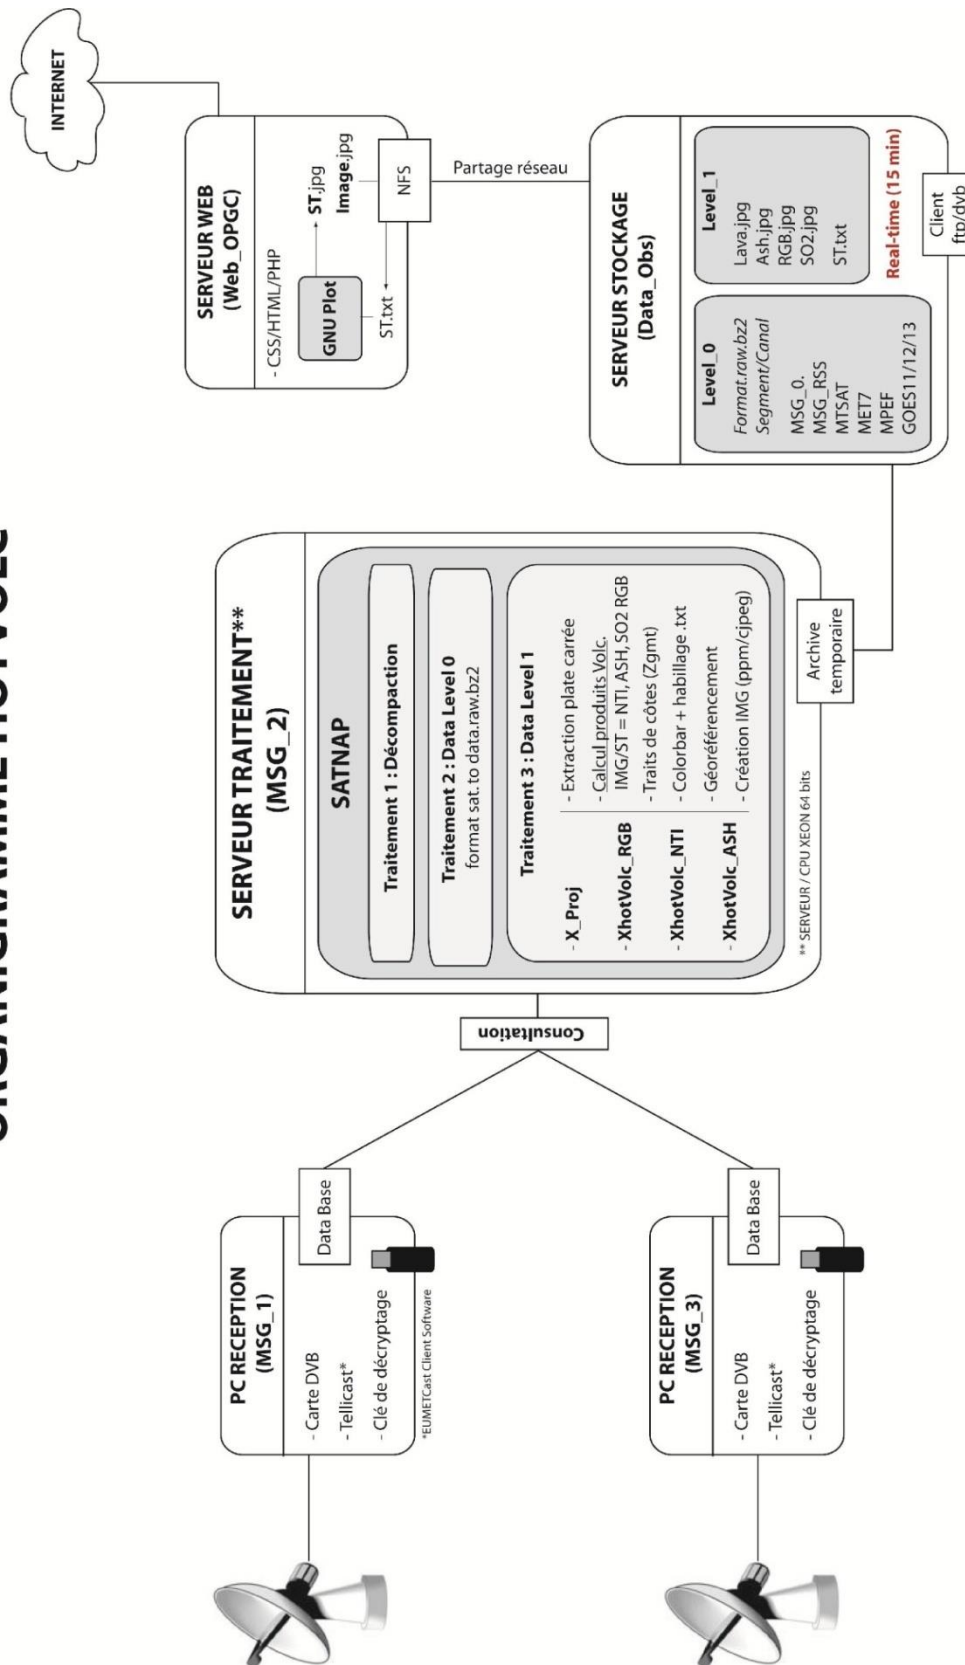 ORGANIGRAMME HOTVOLC
PC RECEPTION
(MSG_1)
- Carte DVB
- Tellicast*
- Clé de décryptage
Data Base
*EUMETCast Client Software
PC RECEPTION
(MSG_3)
- Carte DVB
- Tellicast*
- Clé de décryptage
Data Base
Consultation
SERVEUR TRAITEMENT**
(MSG_2)
SATNAP
Traitement 1 : Décompaction
Traitement 2 : Data Level 0
format sat. to data.raw.bz2
Traitement 3 : Data Level 1
- X_Proj
- XhotVolc_RGB
- XhotVolc_NTI
- XhotVolc_ASH
- Extraction plate carrée
- Calcul produits Volc.
IMG/ST = NTI, ASH, SO2 RGB
- Traits de côtes (Zgmt)
- Colorbar + habillage .txt
- Géoréférencement
- Création IMG (ppm/cjpeg)
** SERVEUR / CPU XEON 64 bits
Archive
temporaire
SERVEUR WEB
(Web_OPGC)
- CSS/HTML/PHP
GNU Plot
ST.jpg
Image.jpg
ST.txt
NFS
INTERNET
Partage réseau
SERVEUR STOCKAGE
(Data_Obs)
Level_0
Format.raw.bz2
Segment/Canal
MSG_0.
MSG_RSS
MTSAT
MET7
MPEF
GOES11/12/13
Level_1
Lava.jpg
Ash.jpg
RGB.jpg
SO2.jpg
ST.txt
Real-time (15 min)
Client
ftp/dvb